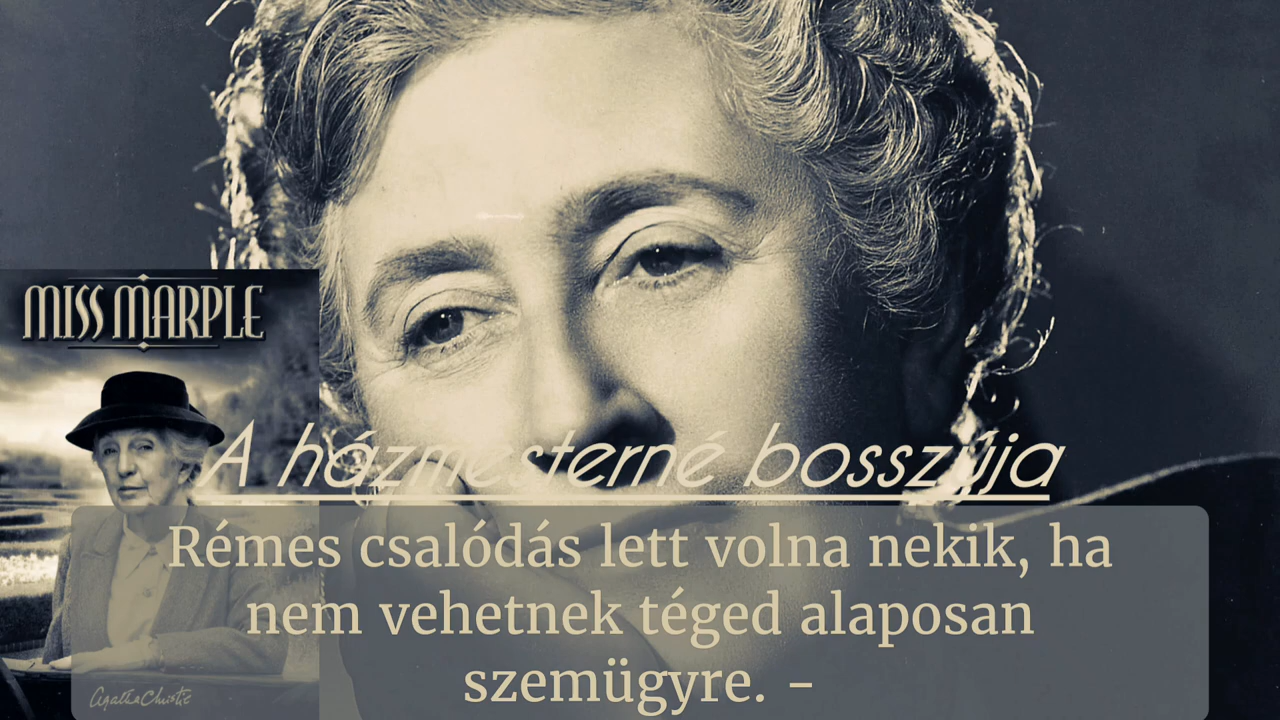 MISS MARPLE
A házmesterné bosszúja
Rémes csalódás lett volna nekik, ha
nem vehetnek téged alaposan
szemügyre. -
Agatha Christie